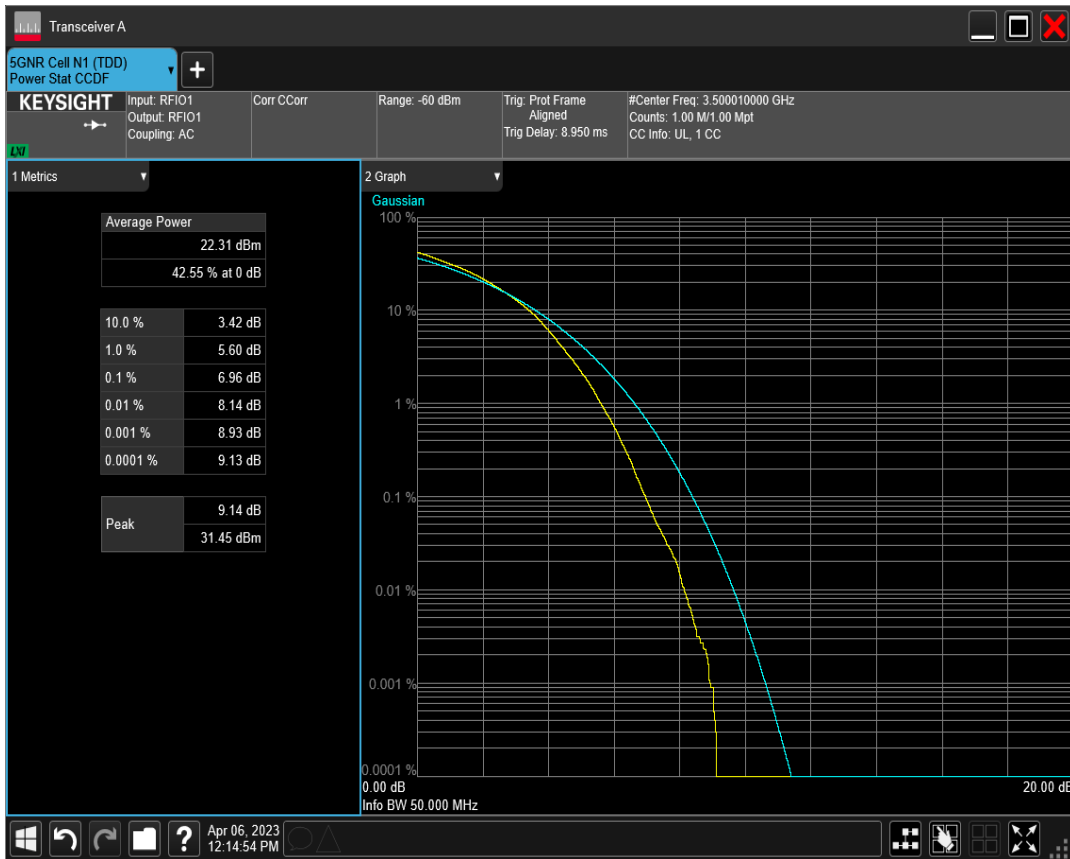 Transceiver A
5GNR Cell N1 (TDD)
Power Stat CCDF
+
KEYSIGHT
LXI
Input: RFIO1
Output: RFIO1
Coupling: AC
Corr CCorr
Range: -60 dBm
Trig: Prot Frame
Aligned
Trig Delay: 8.950 ms
#Center Freq: 3.500010000 GHz
Counts: 1.00 M/1.00 Mpt
CC Info: UL, 1 CC
1 Metrics
Average Power
22.31 dBm
42.55 % at 0 dB
10.0 % 3.42 dB
1.0 % 5.60 dB
0.1 % 6.96 dB
0.01 % 8.14 dB
0.001 % 8.93 dB
0.0001 % 9.13 dB
Peak 9.14 dB
31.45 dBm
2 Graph
Gaussian
100 %
10 %
1 %
0.1 %
0.01 %
0.001 %
0.0001 %
0.00 dB 20.00 dB
Info BW 50.000 MHz
?
Apr 06, 2023
12:14:54 PM